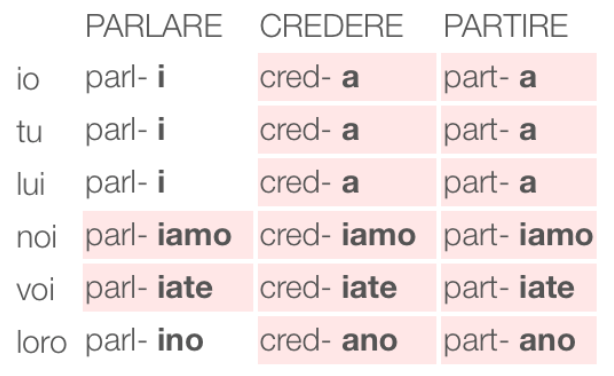 PARLARE CREDERE PARTIRE
io parl- i cred- a part- a
tu parl- i cred- a part- a
lui parl- i cred- a part- a
noi parl- iamo cred- iamo part- iamo
voi parl- iate cred- iate part- iate
loro parl- ino cred- ano part- ano